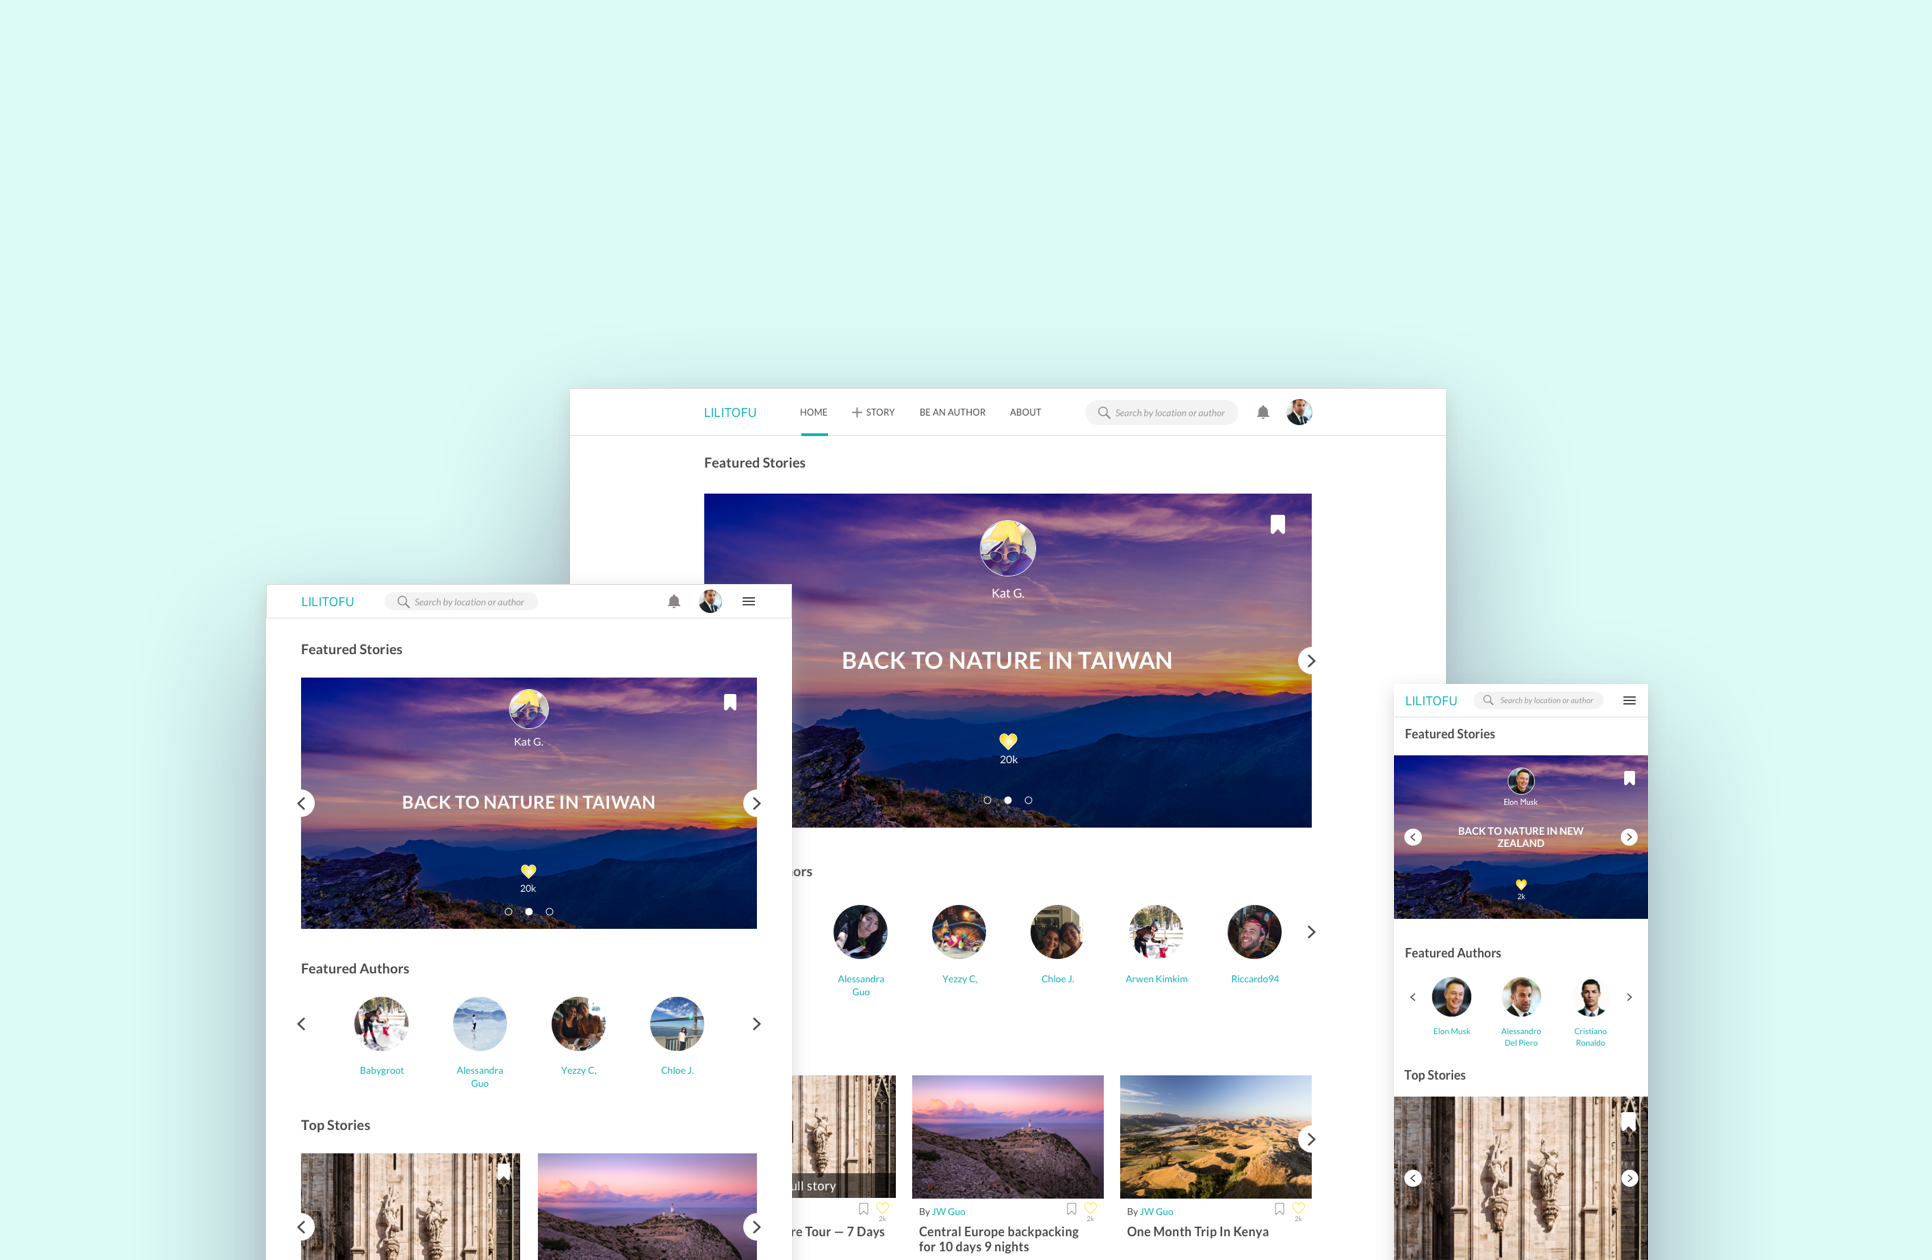 LILITOFU
HOME
STORY
BE AN AUTHOR
ABOUT
Search by location or author
Featured Stories
Kat G.
BACK TO NATURE IN TAIWAN
20k
ors
Alessandra
Guo
Yezzy C,
Chloe J.
Arwen Kimkim
Riccardo94
ull story
2k
re Tour — 7 Days
By JW Guo
2k
Central Europe backpacking
for 10 days 9 nights
By JW Guo
2k
One Month Trip In Kenya
LILITOFU
Search by location or author
Featured Stories
Kat G.
BACK TO NATURE IN TAIWAN
20k
Featured Authors
Babygroot
Alessandra
Guo
Yezzy C,
Chloe J.
Top Stories
LILITOFU
Search by location or author
Featured Stories
Elon Musk
BACK TO NATURE IN NEW
ZEALAND
2k
Featured Authors
Elon Musk
Alessandro
Del Piero
Cristiano
Ronaldo
Top Stories